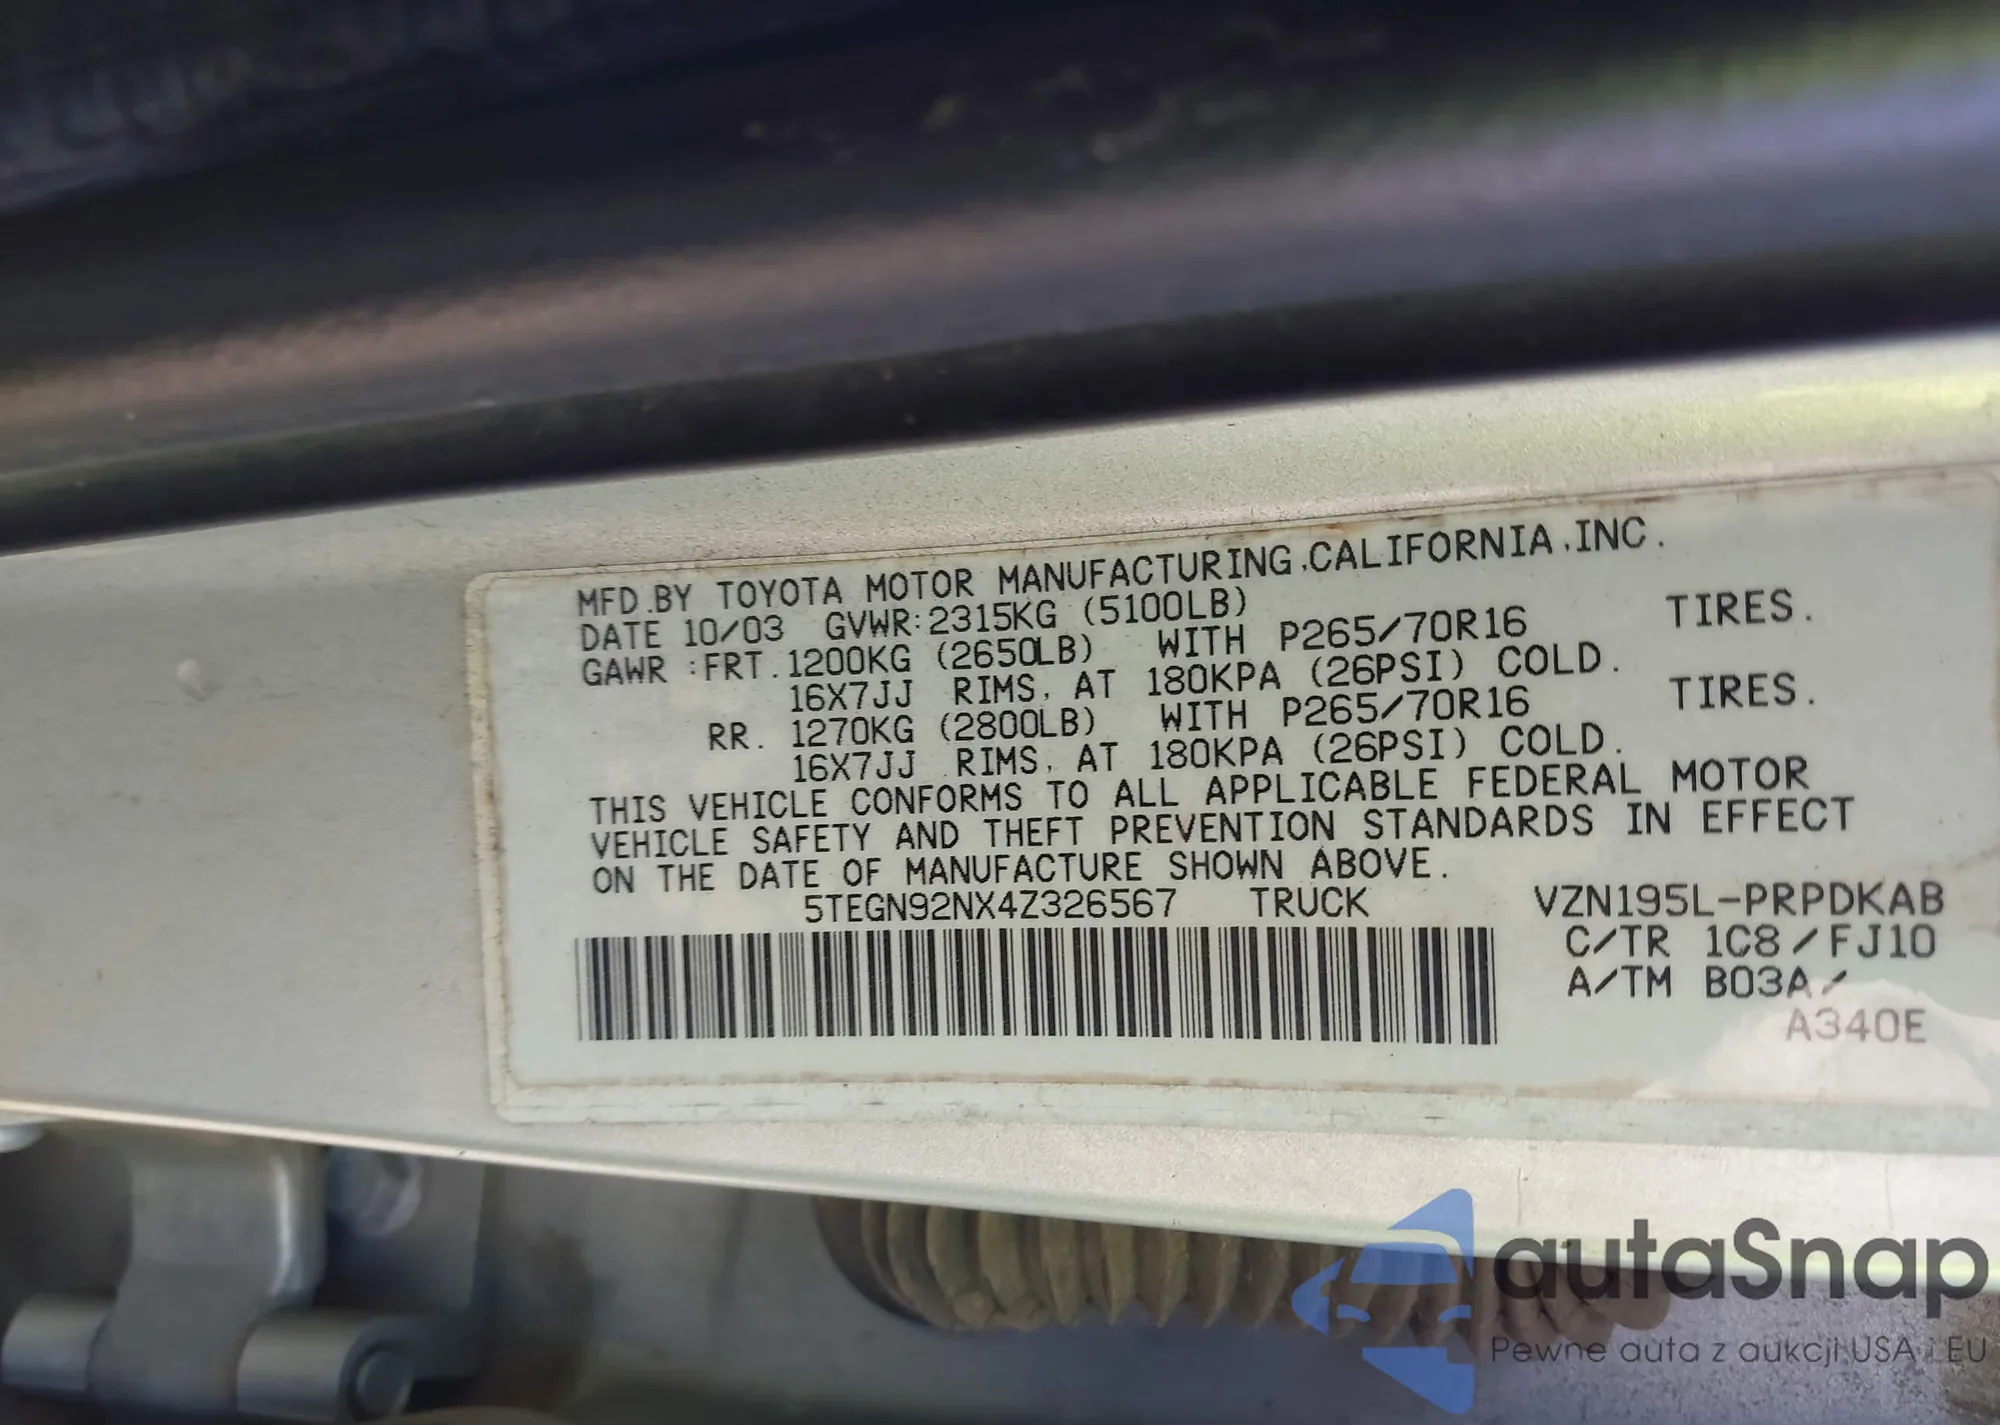 MFD.BY TOYOTA MOTOR MANUFACTURING,CALIFORNIA,INC.
DATE 10/03 GVWR:2315KG (5100LB)
GAWR :FRT. 1200KG (2650LB) WITH P265/70R16 TIRES.
16X7JJ RIMS, AT 180KPA (26PSI) COLD.
RR. 1270KG (2800LB) WITH P265/70R16 TIRES.
16X7JJ RIMS, AT 180KPA (26PSI) COLD.
THIS VEHICLE CONFORMS TO ALL APPLICABLE FEDERAL MOTOR
VEHICLE SAFETY AND THEFT PREVENTION STANDARDS IN EFFECT
ON THE DATE OF MANUFACTURE SHOWN ABOVE.
5TEGN92NX4Z326567 TRUCK VZN195L-PRPDKAB
C/TR 1C8/FJ10
A/TM B03A/
A340E
autaSnap
Pewne auta z aukcji USA i EU